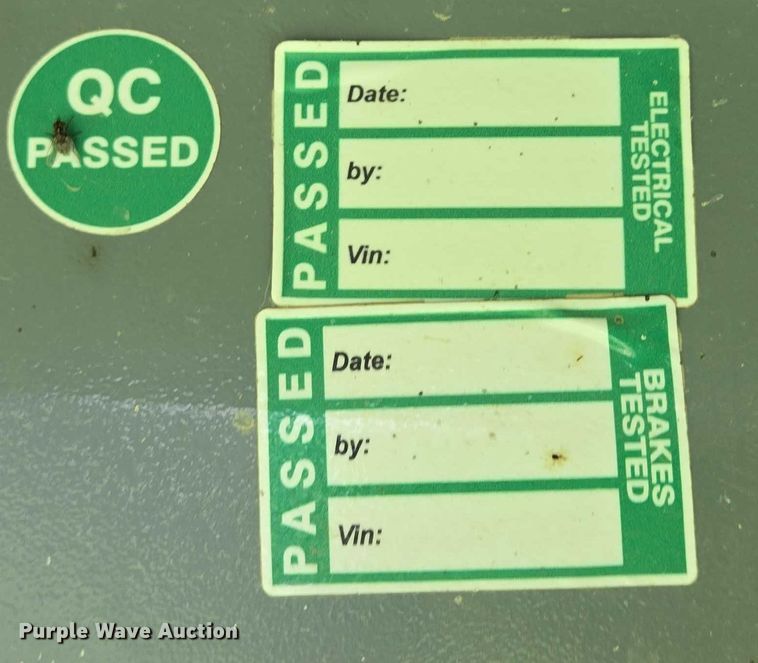 QC
PASSED
PASSED
Date:
by:
Vin:
ELECTRICAL
TESTED
PASSED
Date:
by:
Vin:
BRAKES
TESTED
Purple Wave Auction